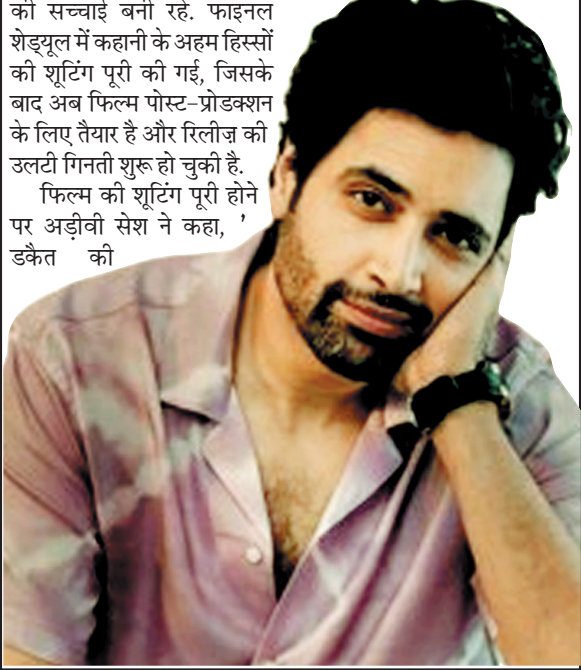 की सच्चाई बनी रहे. फाइनल
शेड्यूल में कहानी के अहम हिस्सों
की शूटिंग पूरी की गई, जिसके
बाद अब फिल्म पोस्ट-प्रोडक्शन
के लिए तैयार है और रिलीज़ की
उलटी गिनती शुरू हो चुकी है.
फिल्म की शूटिंग पूरी होने
पर अड़ीवी सेश ने कहा, '
डकैत की